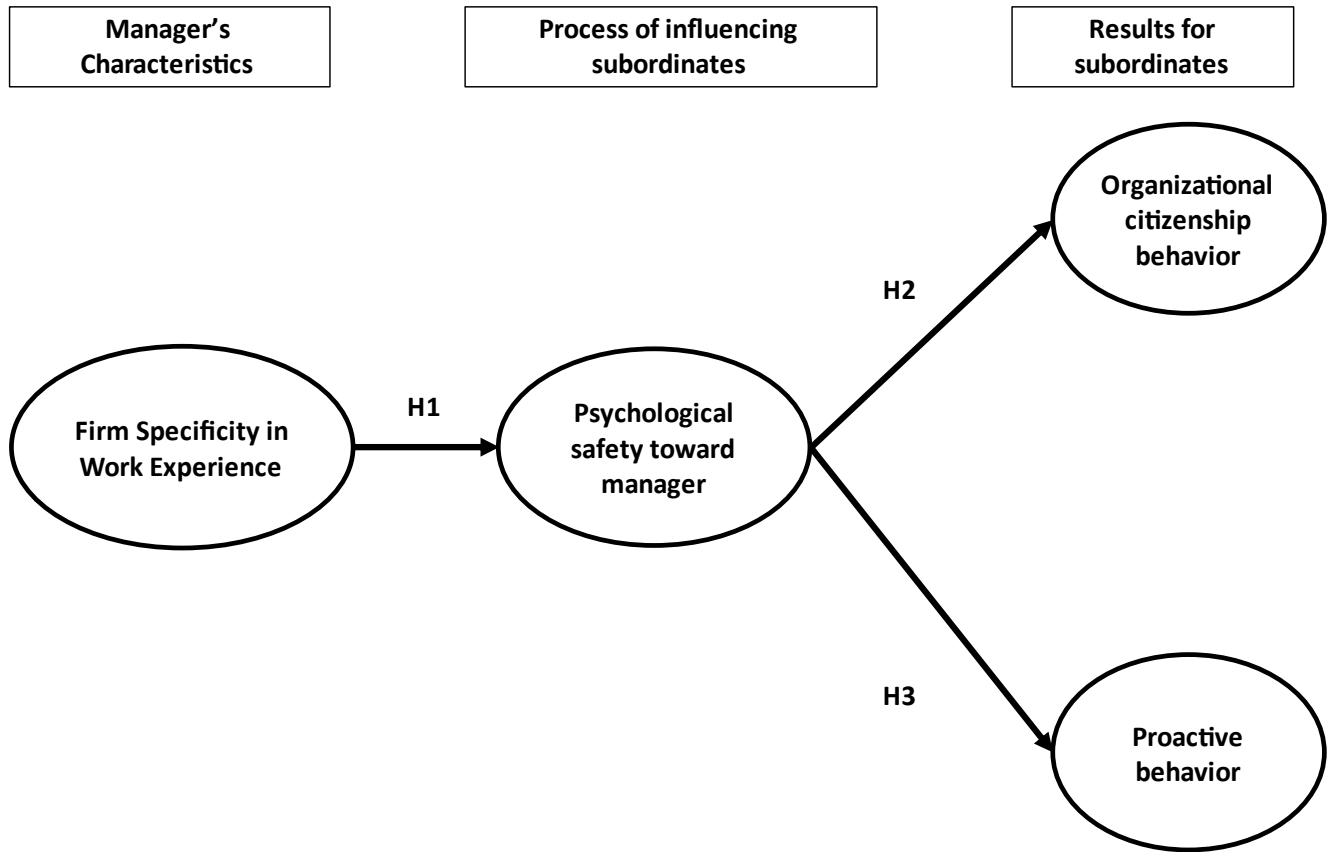 Manager’s
Characteristics
Process of influencing
subordinates
Results for
subordinates
Organizational
citizenship
behavior
H2
H1
Firm Specificity in
Work Experience
Psychological
safety toward
manager
H3
Proactive
behavior